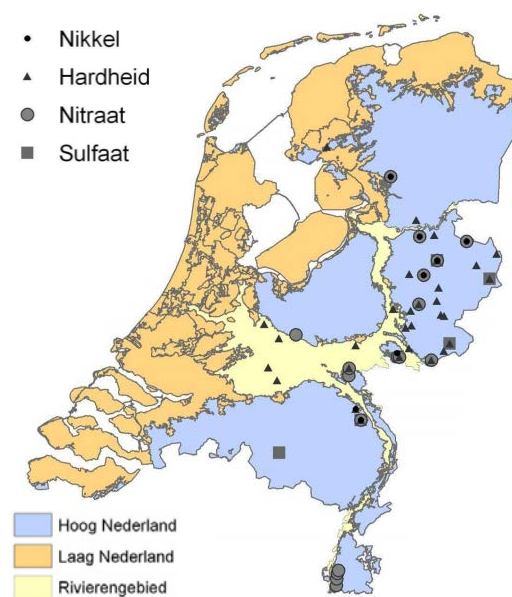 Nikkel
Hardheid
Nitraat
Sulfaat
Hoog Nederland
Laag Nederland
Rivierengebied